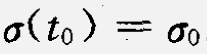 σ(t₀) = σ₀